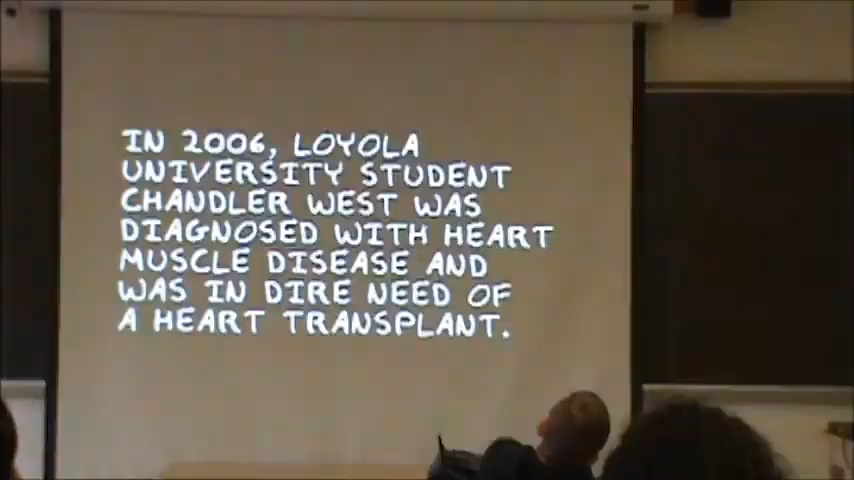 IN 2006, LOYOLA
UNIVERSITY STUDENT
CHANDLER WEST WAS
DIAGNOSED WITH HEART
MUSCLE DISEASE AND
WAS IN DIRE NEED OF
A HEART TRANSPLANT.